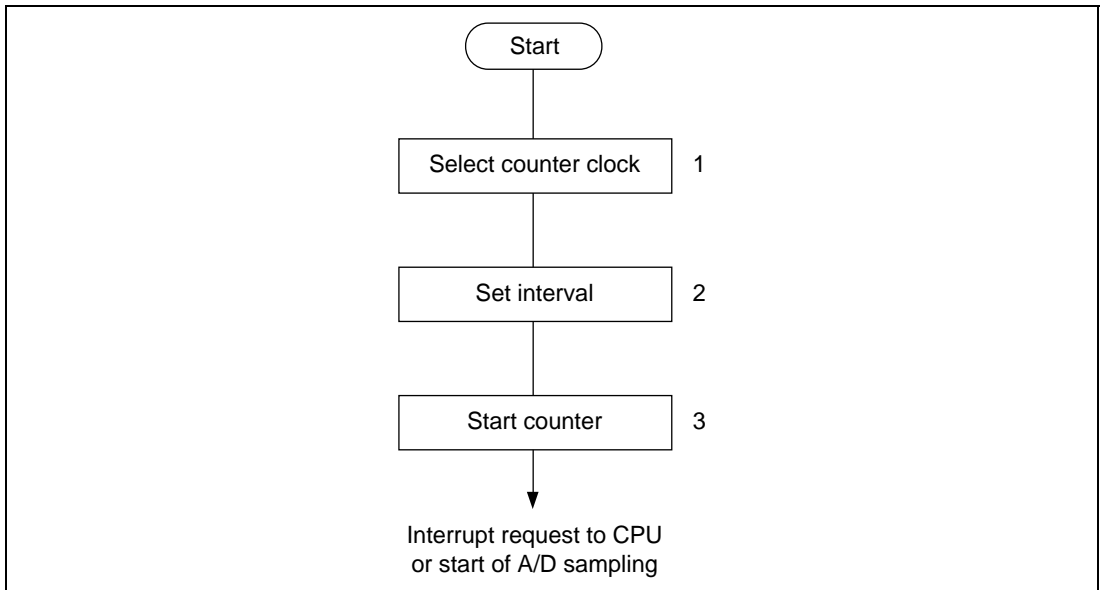 Start
Select counter clock 1
Set interval 2
Start counter 3
Interrupt request to CPU
or start of A/D sampling